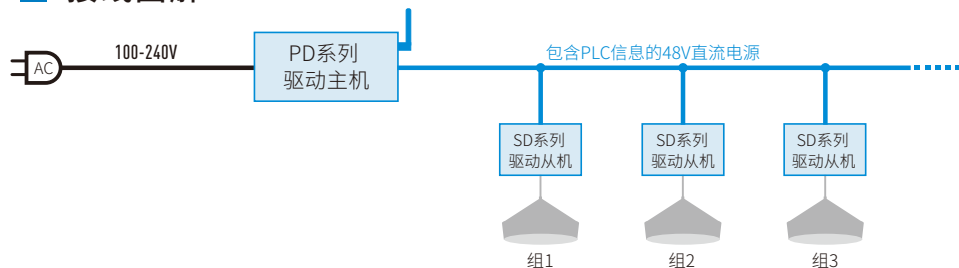 AC
100-240V
PD系列
驱动主机
包含PLC信息的48V直流电源
SD系列
驱动从机
SD系列
驱动从机
SD系列
驱动从机
组1
组2
组3